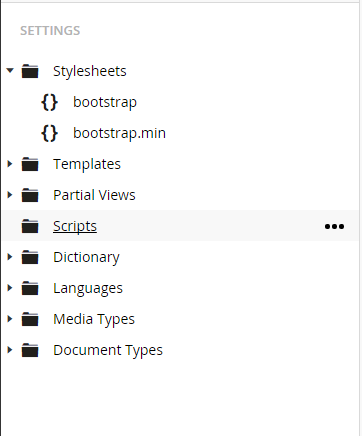 SETTINGS
Stylesheets
{} bootstrap
{} bootstrap.min
Templates
Partial Views
Scripts
Dictionary
Languages
Media Types
Document Types